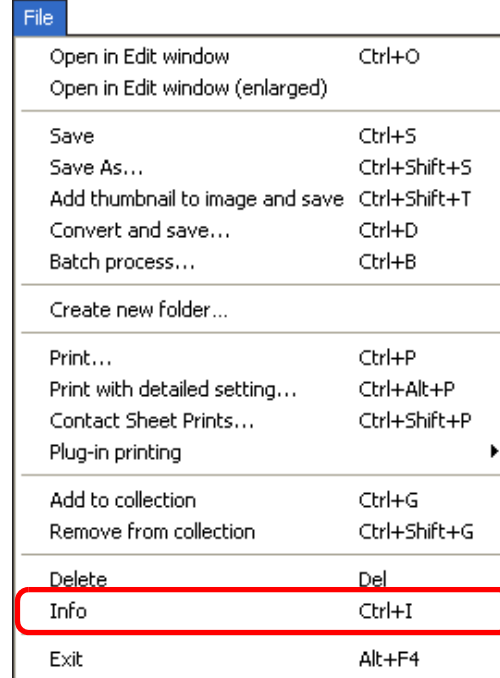 File
Open in Edit window Ctrl+O
Open in Edit window (enlarged)
Save Ctrl+S
Save As... Ctrl+Shift+S
Add thumbnail to image and save Ctrl+Shift+T
Convert and save... Ctrl+D
Batch process... Ctrl+B
Create new folder...
Print... Ctrl+P
Print with detailed setting... Ctrl+Alt+P
Contact Sheet Prints... Ctrl+Shift+P
Plug-in printing
Add to collection Ctrl+G
Remove from collection Ctrl+Shift+G
Delete Del
Info Ctrl+I
Exit Alt+F4